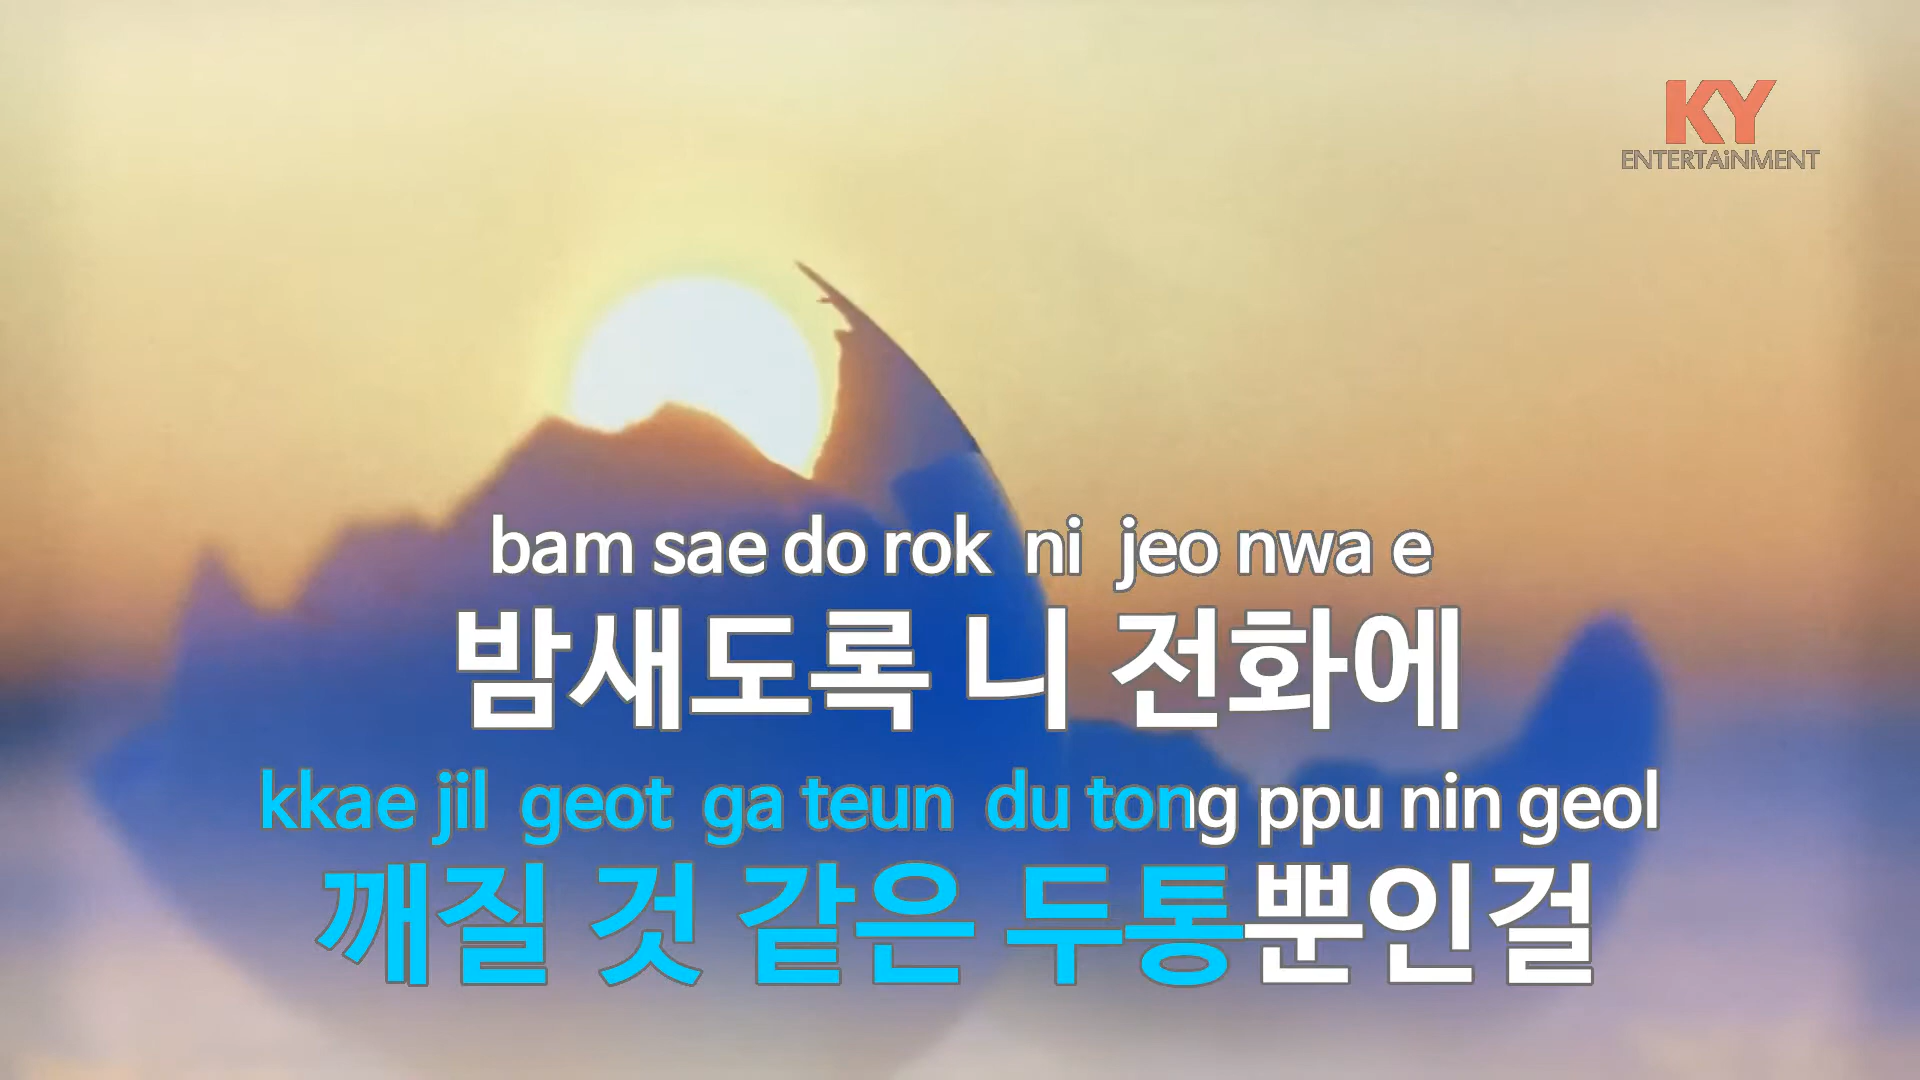 KY
ENTERTAiNMENT
bam sae do rok ni jeo nwa e
밤새도록 니 전화에
kkae jil geot ga teun du tong ppu nin geol
깨질 것 같은 두통뿐인걸